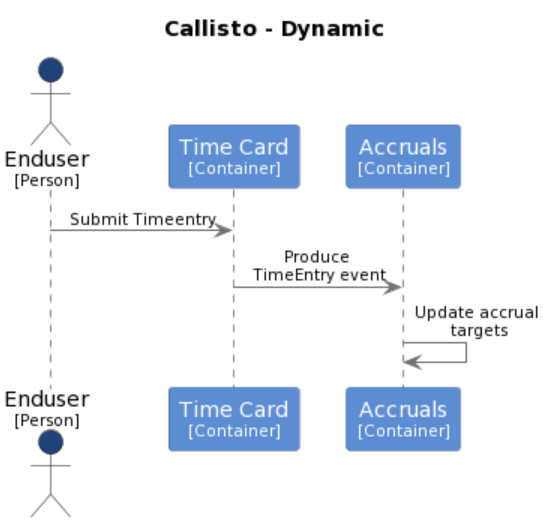 Callisto - Dynamic
Enduser
[Person]
Time Card
[Container]
Accruals
[Container]
Submit Timeentry
Produce
TimeEntry event
Update accrual
targets
Enduser
[Person]
Time Card
[Container]
Accruals
[Container]